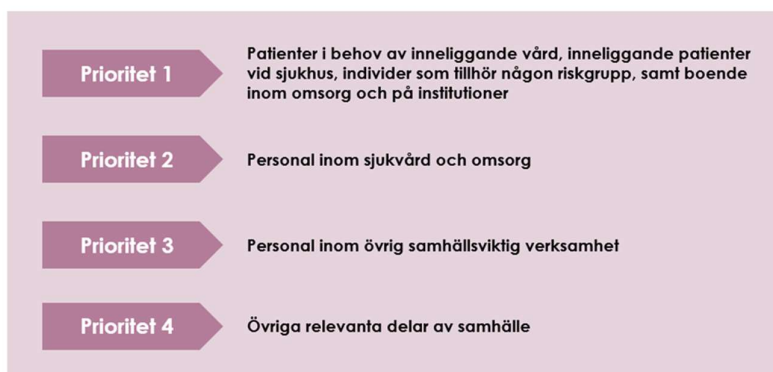 Prioritet 1
Patienter i behov av inneliggande vård, inneliggande patienter
vid sjukhus, individer som tillhör någon riskgrupp, samt boende
inom omsorg och på institutioner
Prioritet 2
Personal inom sjukvård och omsorg
Prioritet 3
Personal inom övrig samhällsviktig verksamhet
Prioritet 4
Övriga relevanta delar av samhälle